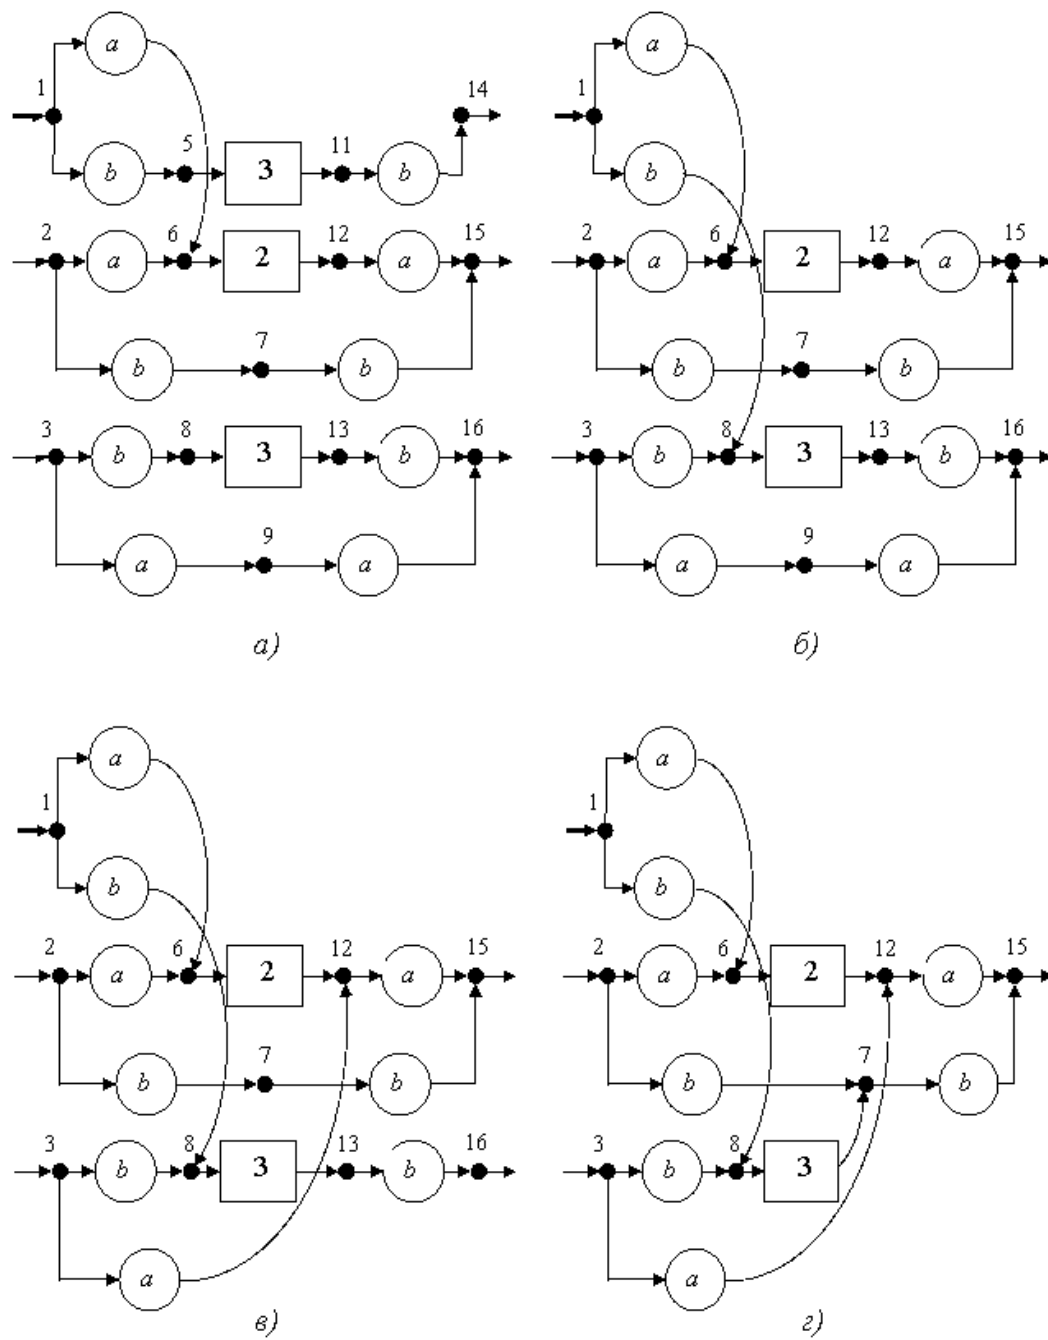 a a
1 14 1
b 5 3 11 b b
2 a 6 2 12 a 15 2 a 6 2 12 a 15
b 7 b b 7 b
3 b 8 3 13 b 16 3 b 8 3 13 b 16
a 9 a a 9 a
а) б)
a a
1 1
b b
2 a 6 2 12 a 15 2 a 6 2 12 a 15
b 7 b b 7 b
3 b 8 3 13 b 16 3 b 8 3
a a
в) г)